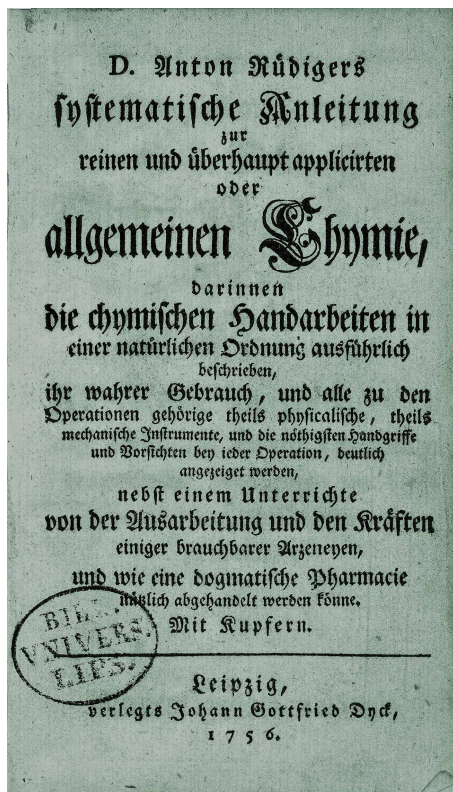 D. Anton Rüdigers
systematische Anleitung
zur
reinen und überhaupt applicirten
oder
allgemeinen Chymie,
darinnen
die chymischen Handarbeiten in
einer natürlichen Ordnung ausführlich
beschrieben,
ihr wahrer Gebrauch, und alle zu den
Operationen gehörige theils physicalische, theils
mechanische Instrumente, und die nöthigsten Handgriffe
und Vorsichten bey ieder Operation, deutlich
angezeiget werden,
nebst einem Unterrichte
von der Ausarbeitung und den Kräften
einiger brauchbarer Arzeneyen,
und wie eine dogmatische Pharmacie
nützlich abgehandelt werden könne.
Mit Kupfern.
BIBL.
VNIVERS.
LIPS.
Leipzig,
verlegts Johann Gottfried Dyck,
1756.